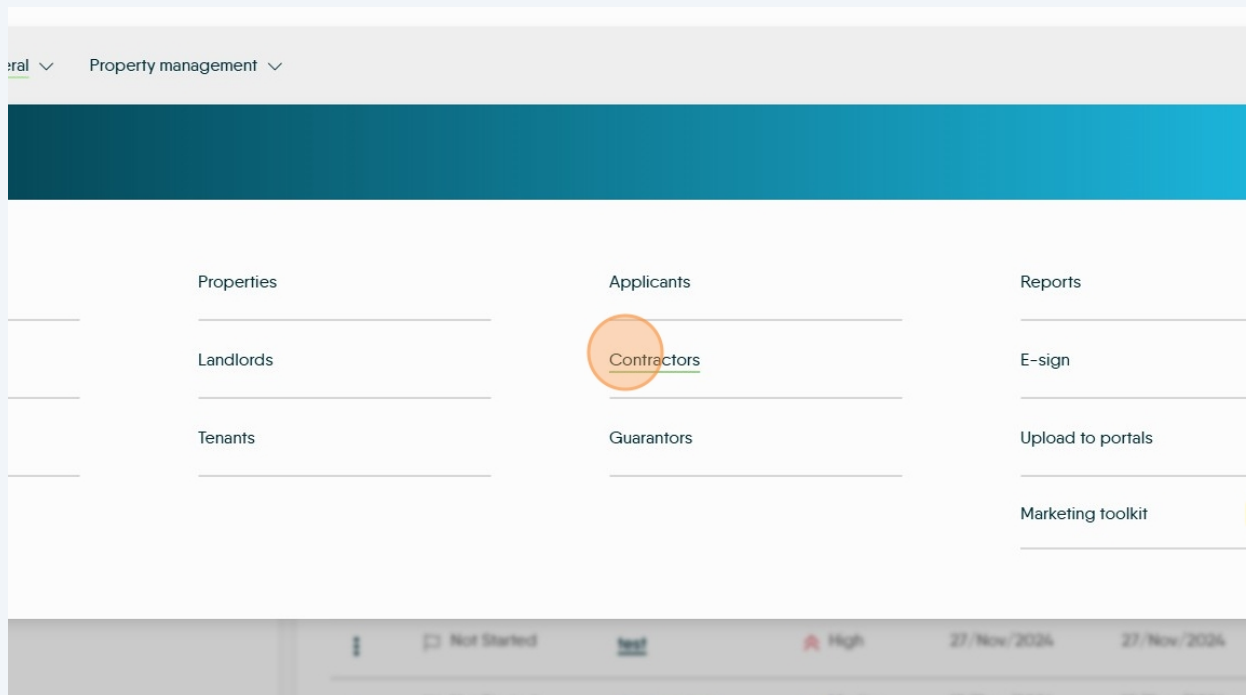 eral Property management
Properties Applicants Reports
Landlords Contractors E-sign
Tenants Guarantors Upload to portals
Marketing toolkit
Not Started test High 27/Nov/2024 27/Nov/2024